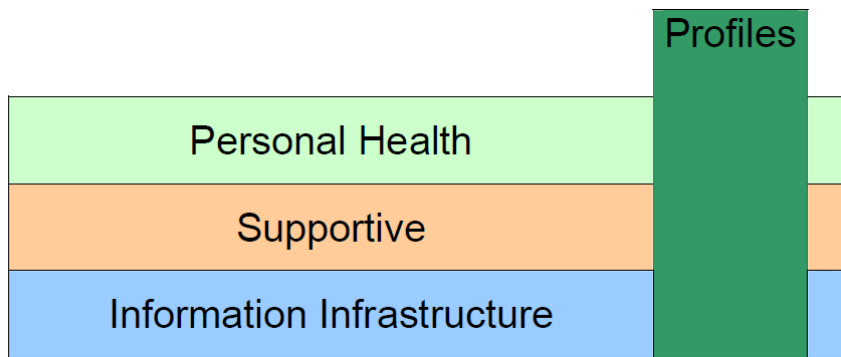 Profiles
Personal Health
Supportive
Information Infrastructure